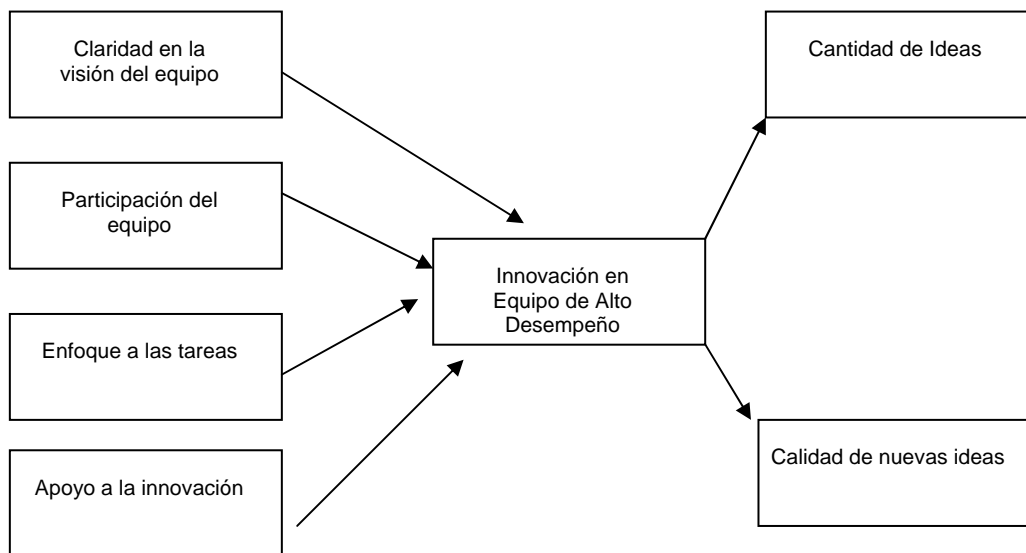 Claridad en la
visión del equipo
Participación del
equipo
Enfoque a las tareas
Apoyo a la innovación
Innovación en
Equipo de Alto
Desempeño
Cantidad de Ideas
Calidad de nuevas ideas